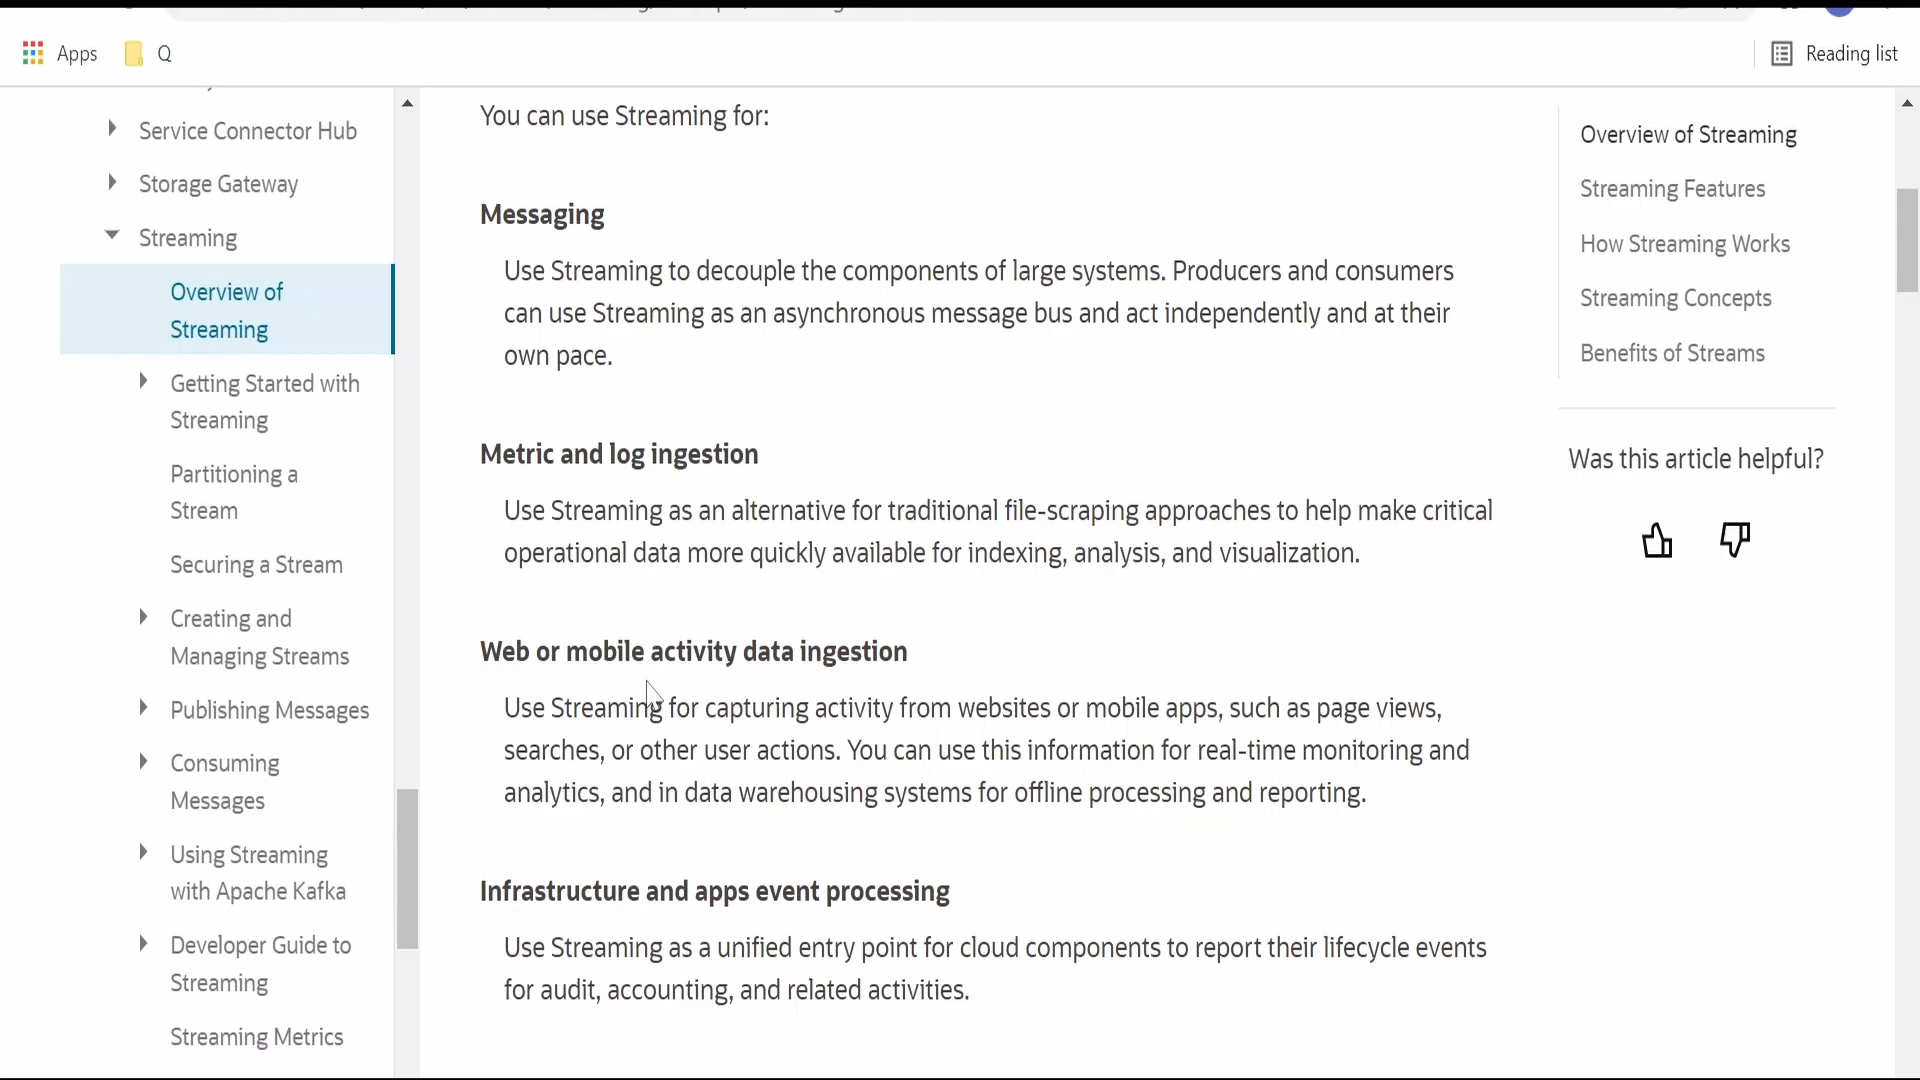 Apps
Q
Reading list
Service Connector Hub
Storage Gateway
Streaming
Overview of
Streaming
Getting Started with
Streaming
Partitioning a
Stream
Securing a Stream
Creating and
Managing Streams
Publishing Messages
Consuming
Messages
Using Streaming
with Apache Kafka
Developer Guide to
Streaming
Streaming Metrics
You can use Streaming for:
Messaging
Use Streaming to decouple the components of large systems. Producers and consumers
can use Streaming as an asynchronous message bus and act independently and at their
own pace.
Metric and log ingestion
Use Streaming as an alternative for traditional file-scraping approaches to help make critical
operational data more quickly available for indexing, analysis, and visualization.
Web or mobile activity data ingestion
Use Streaming for capturing activity from websites or mobile apps, such as page views,
searches, or other user actions. You can use this information for real-time monitoring and
analytics, and in data warehousing systems for offline processing and reporting.
Infrastructure and apps event processing
Use Streaming as a unified entry point for cloud components to report their lifecycle events
for audit, accounting, and related activities.
Overview of Streaming
Streaming Features
How Streaming Works
Streaming Concepts
Benefits of Streams
Was this article helpful?